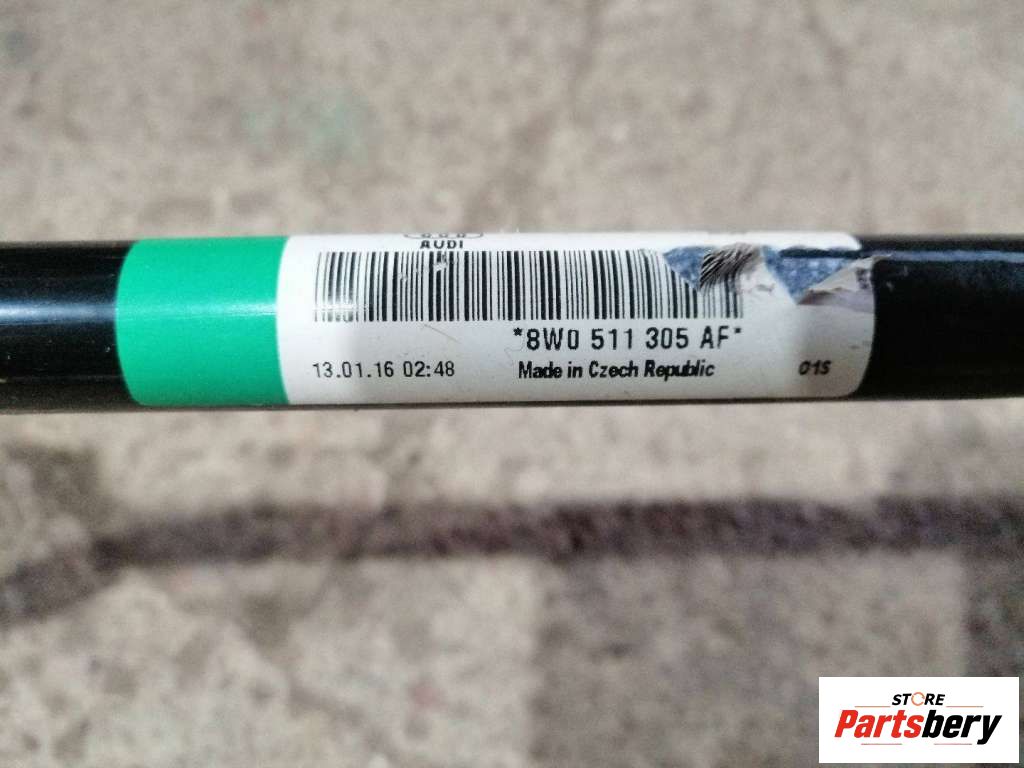 AUDI
*8W0 511 305 AF*
13.01.16 02:48 Made in Czech Republic 01S
STORE
Partsbery